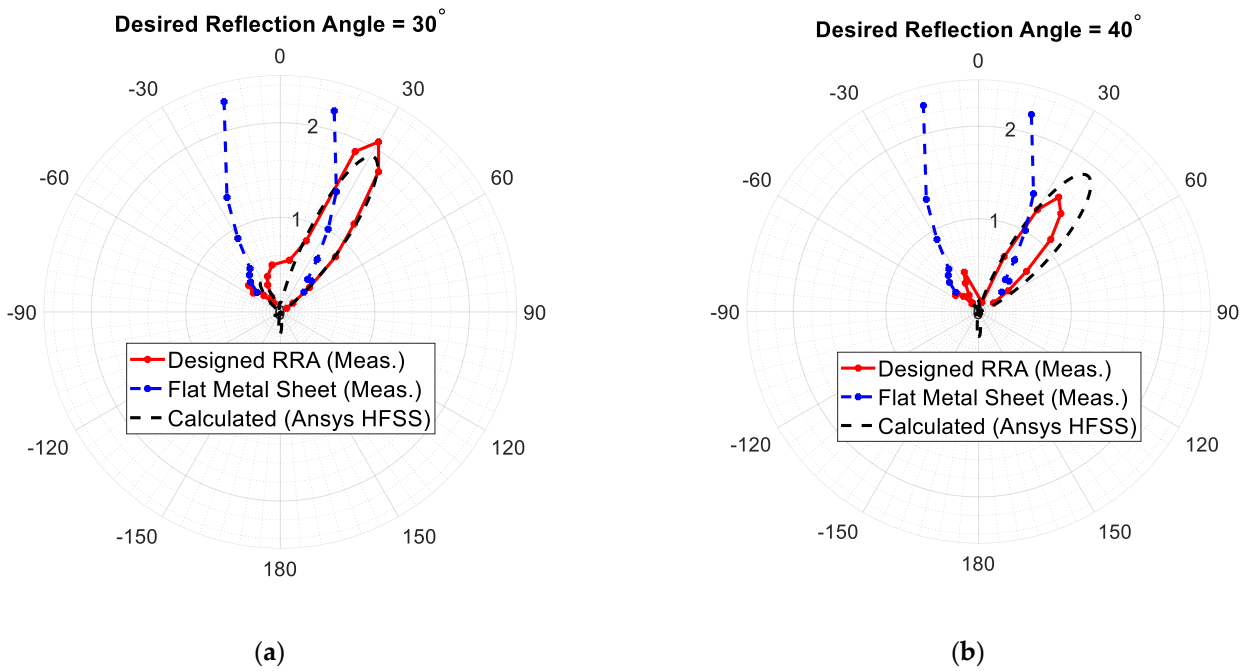 Desired Reflection Angle = 30°
0
-30
30
2
-60
60
1
-90
90
Designed RRA (Meas.)
Flat Metal Sheet (Meas.)
Calculated (Ansys HFSS)
-120
120
-150
150
180
(a)
Desired Reflection Angle = 40°
0
-30
30
2
-60
60
1
-90
90
Designed RRA (Meas.)
Flat Metal Sheet (Meas.)
Calculated (Ansys HFSS)
-120
120
-150
150
180
(b)